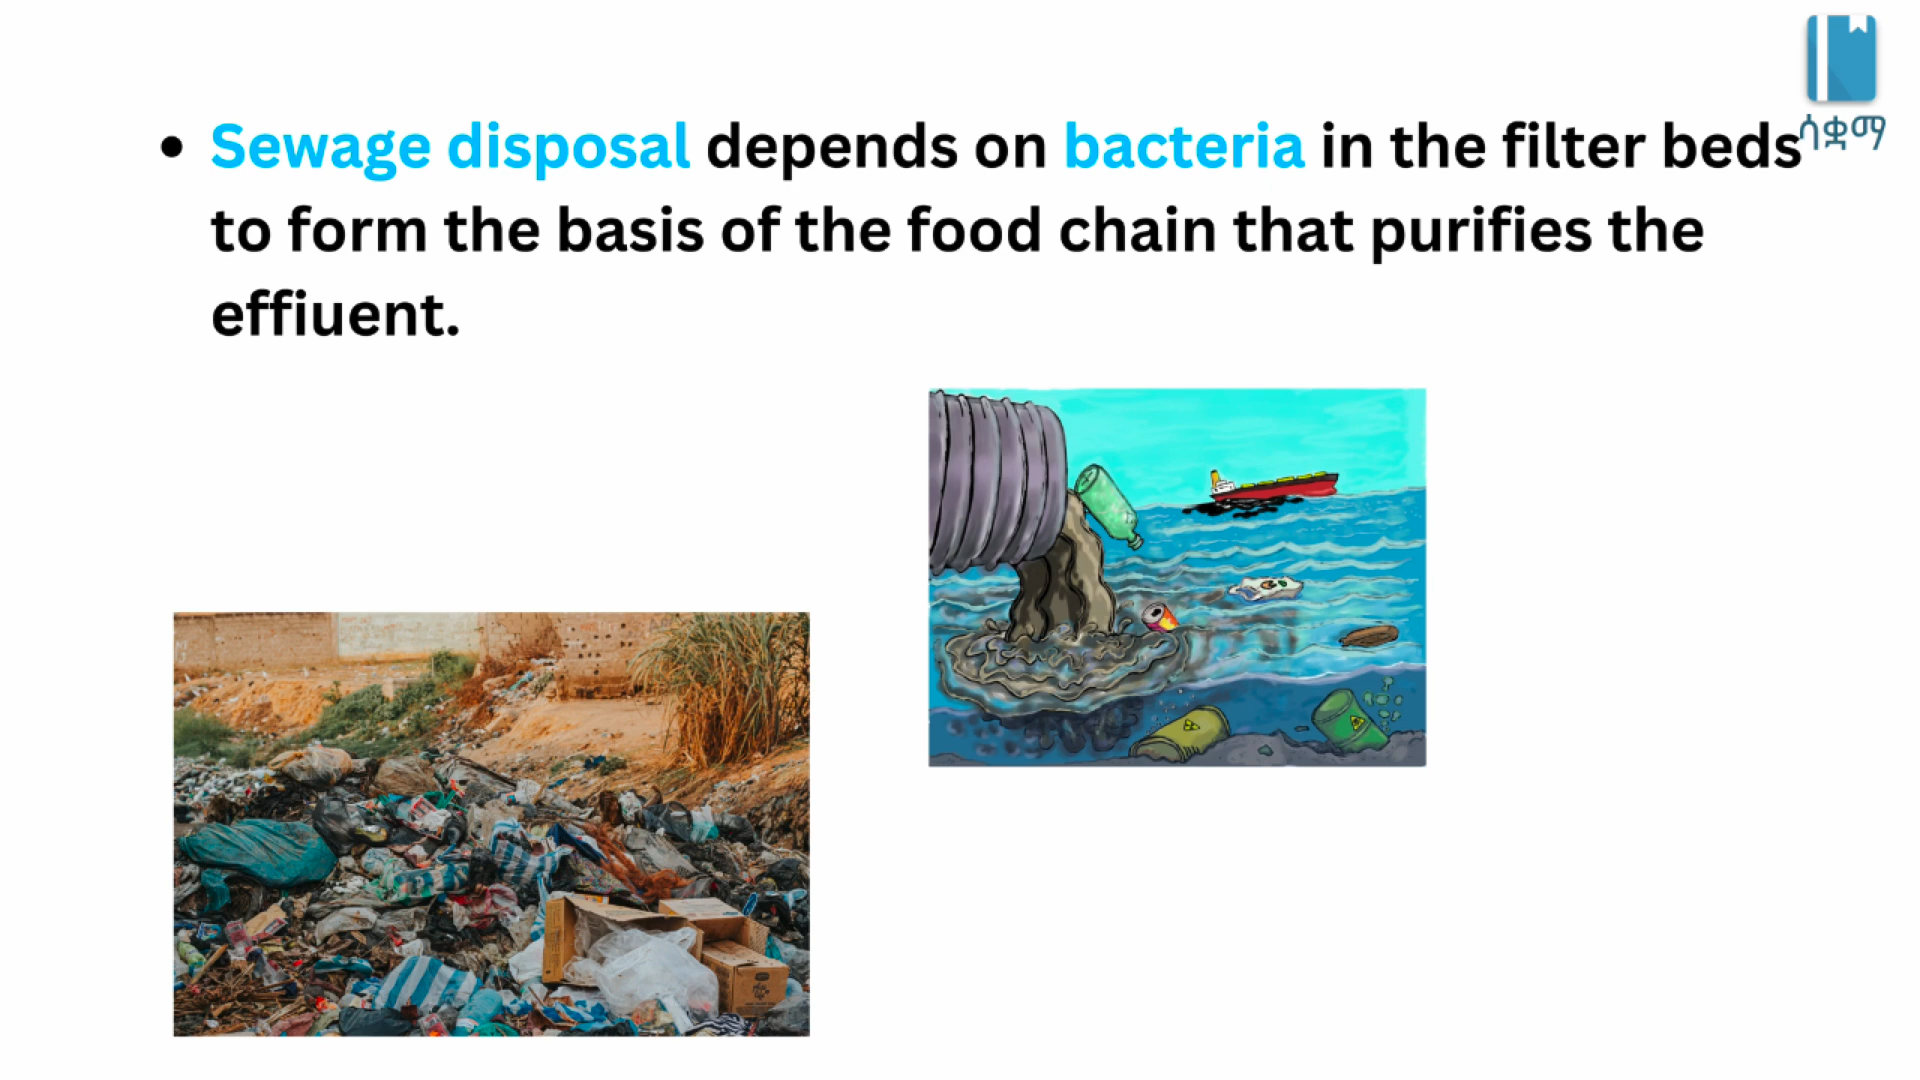 • Sewage disposal depends on bacteria in the filter beds
to form the basis of the food chain that purifies the
effiuent.
ሳቋማ